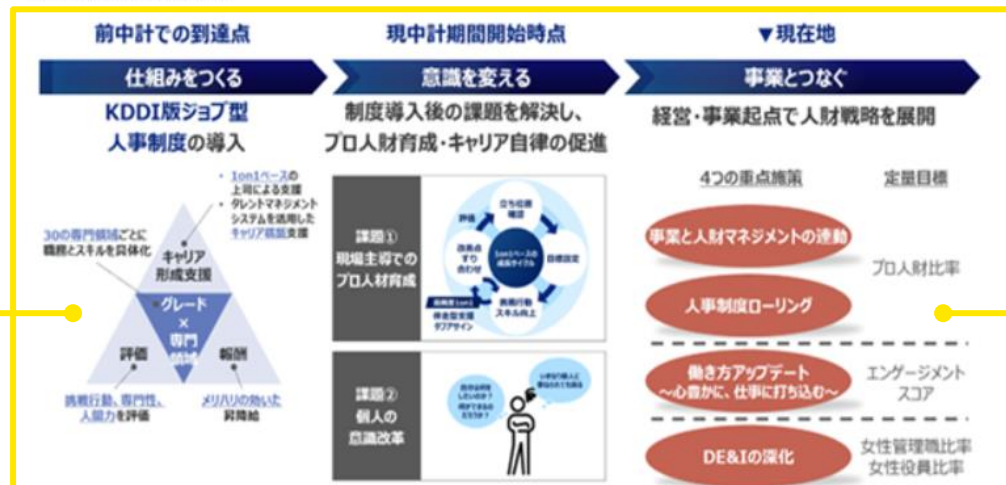 前中計での到達点
仕組みをつくる
KDDI版ジョブ型
人事制度の導入
・1on1ベースの
上司による支援
・タレントマネジメント
システムを活用した
キャリア構築支援
30の専門領域ごとに
職務とスキルを具体化
キャリア
形成支援
グレード
×
専門
領域
評価
報酬
挑戦行動、専門性、
人間力を評価
メリハリの効いた
昇降給
現中計期間開始時点
意識を変える
制度導入後の課題を解決し、
プロ人財育成・キャリア自律の促進
課題①
現場主導での
プロ人材育成
評価
立ち位置
確認
改善点
すり
合わせ
1on1ベースの
成長サイクル
目標設定
挑戦行動
スキル向上
課題②
個人の
意識改革
▼現在地
事業とつなぐ
経営・事業起点で人財戦略を展開
4つの重点施策
定量目標
事業と人財マネジメントの連動
人事制度ローリング
プロ人財比率
働き方アップデート
～心豊かに、仕事に打ち込む～
エンゲージメント
スコア
DE&Iの深化
女性管理職比率
女性役員比率